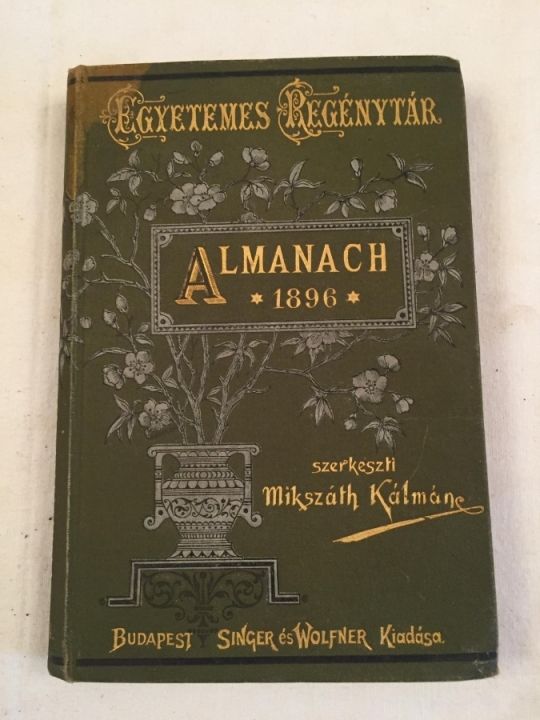 EGYETEMES REGÉNYTÁR
ALMANACH
1896
szerkeszti
Mikszáth Kálmán
BUDAPEST SINGER és WOLFNER Kiadása.